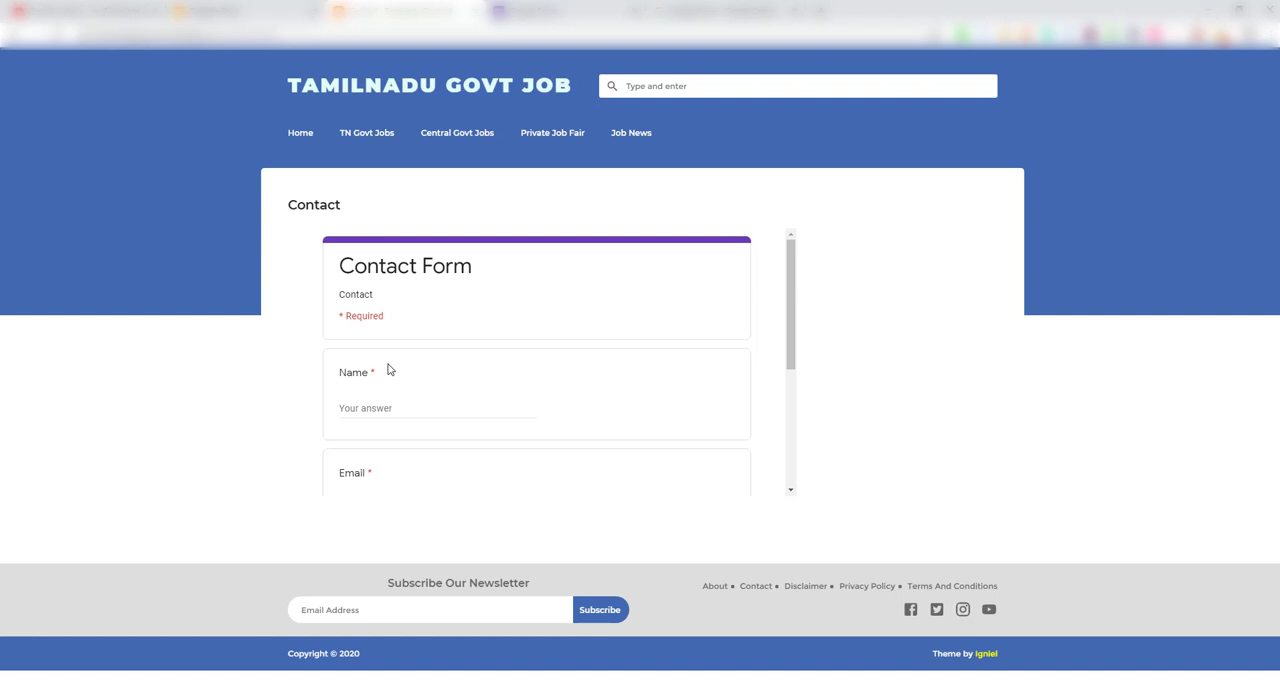 TAMILNADU GOVT JOB
Type and enter
Home TN Govt Jobs Central Govt Jobs Private Job Fair Job News
Contact
Contact Form
Contact
* Required
Name *
Your answer
Email *
Subscribe Our Newsletter
Email Address Subscribe
About • Contact • Disclaimer • Privacy Policy • Terms And Conditions
Copyright © 2020
Theme by Igniel